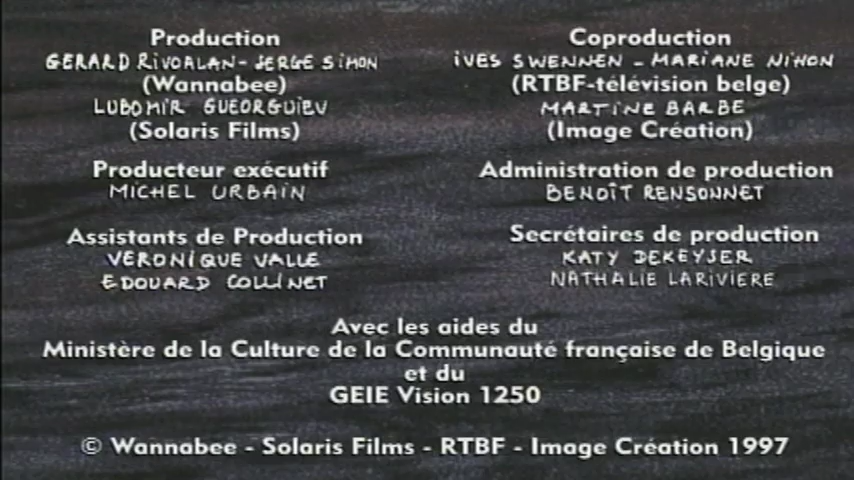 Production
GERARD RIVOALAN - SERGE SIMON
(Wannabee)
LUBOMIR GUEORGUIEV
(Solaris Films)
Producteur exécutif
MICHEL URBAIN
Assistants de Production
VERONIQUE VALLE
EDOUARD COLLINET
Coproduction
IVES SWENNEN - MARIANE NIHON
(RTBF-télévision belge)
MARTINE BARBE
(Image Création)
Administration de production
BENOÎT RENSONNET
Secrétaires de production
KATY DEKEYSER
NATHALIE LARIVIERE
Avec les aides du
Ministère de la Culture de la Communauté française de Belgique
et du
GEIE Vision 1250
© Wannabee - Solaris Films - RTBF - Image Création 1997